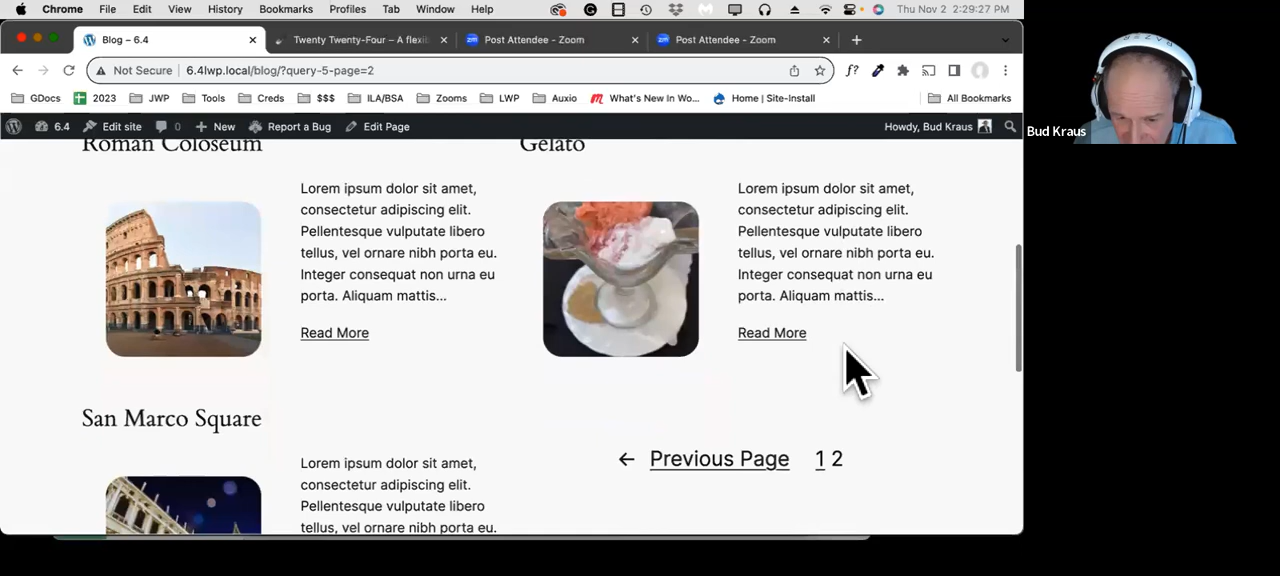 Chrome File Edit View History Bookmarks Profiles Tab Window Help Thu Nov 2 2:29:27 PM
Blog – 6.4 Twenty Twenty-Four – A flexib Post Attendee - Zoom Post Attendee - Zoom
Not Secure 6.4lwp.local/blog/?query-5-page=2 f?
GDocs 2023 JWP Tools Creds $$$ ILA/BSA Zooms LWP Auxio What's New In Wo... Home | Site-Install All Bookmarks
6.4 Edit site 0 New Report a Bug Edit Page Howdy, Bud Kraus
Bud Kraus
Roman Coloseum
Lorem ipsum dolor sit amet,
consectetur adipiscing elit.
Pellentesque vulputate libero
tellus, vel ornare nibh porta eu.
Integer consequat non urna eu
porta. Aliquam mattis...
Read More
Gelato
Lorem ipsum dolor sit amet,
consectetur adipiscing elit.
Pellentesque vulputate libero
tellus, vel ornare nibh porta eu.
Integer consequat non urna eu
porta. Aliquam mattis...
Read More
San Marco Square
Lorem ipsum dolor sit amet,
consectetur adipiscing elit.
Pellentesque vulputate libero
tellus, vel ornare nibh porta eu.
← Previous Page 1 2